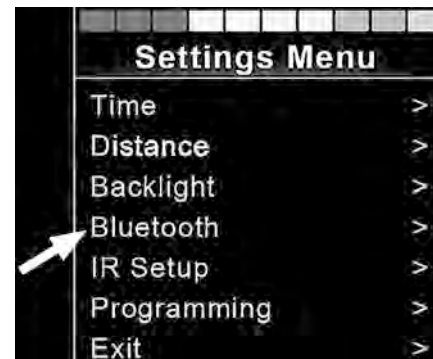 Settings Menu
Time >
Distance >
Backlight >
Bluetooth >
IR Setup >
Programming >
Exit >